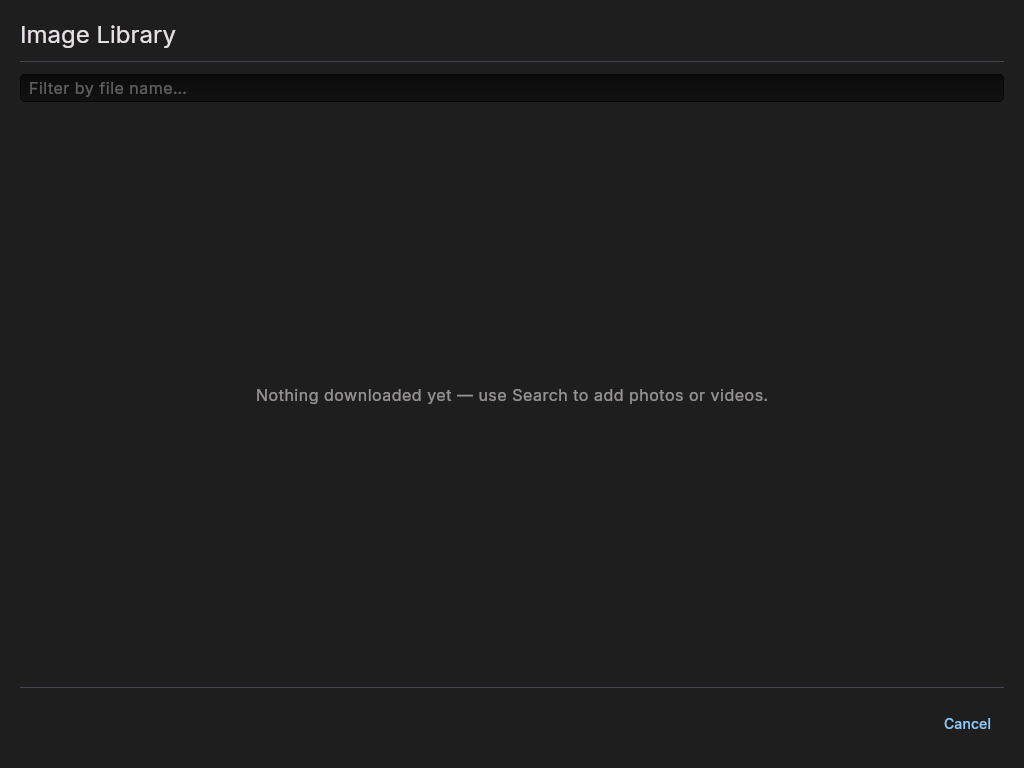 Image Library
Filter by file name...
Nothing downloaded yet — use Search to add photos or videos.
Cancel